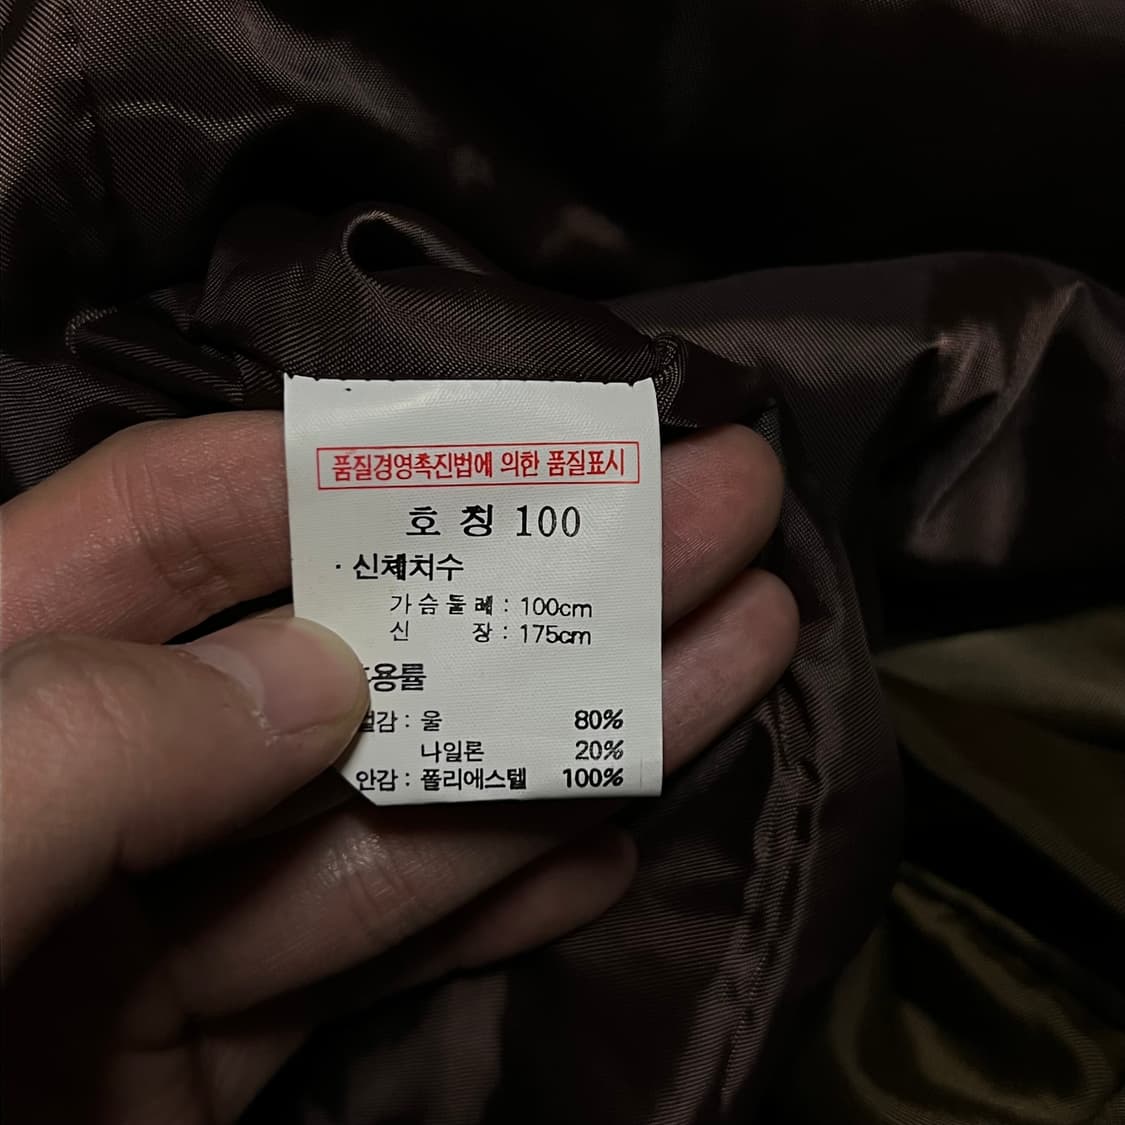 품질경영촉진법에 의한 품질표시
호 칭 100
· 신체치수
가슴둘레 : 100cm
신 장 : 175cm
용률
겉감 : 울 80%
나일론 20%
안감 : 폴리에스텔 100%